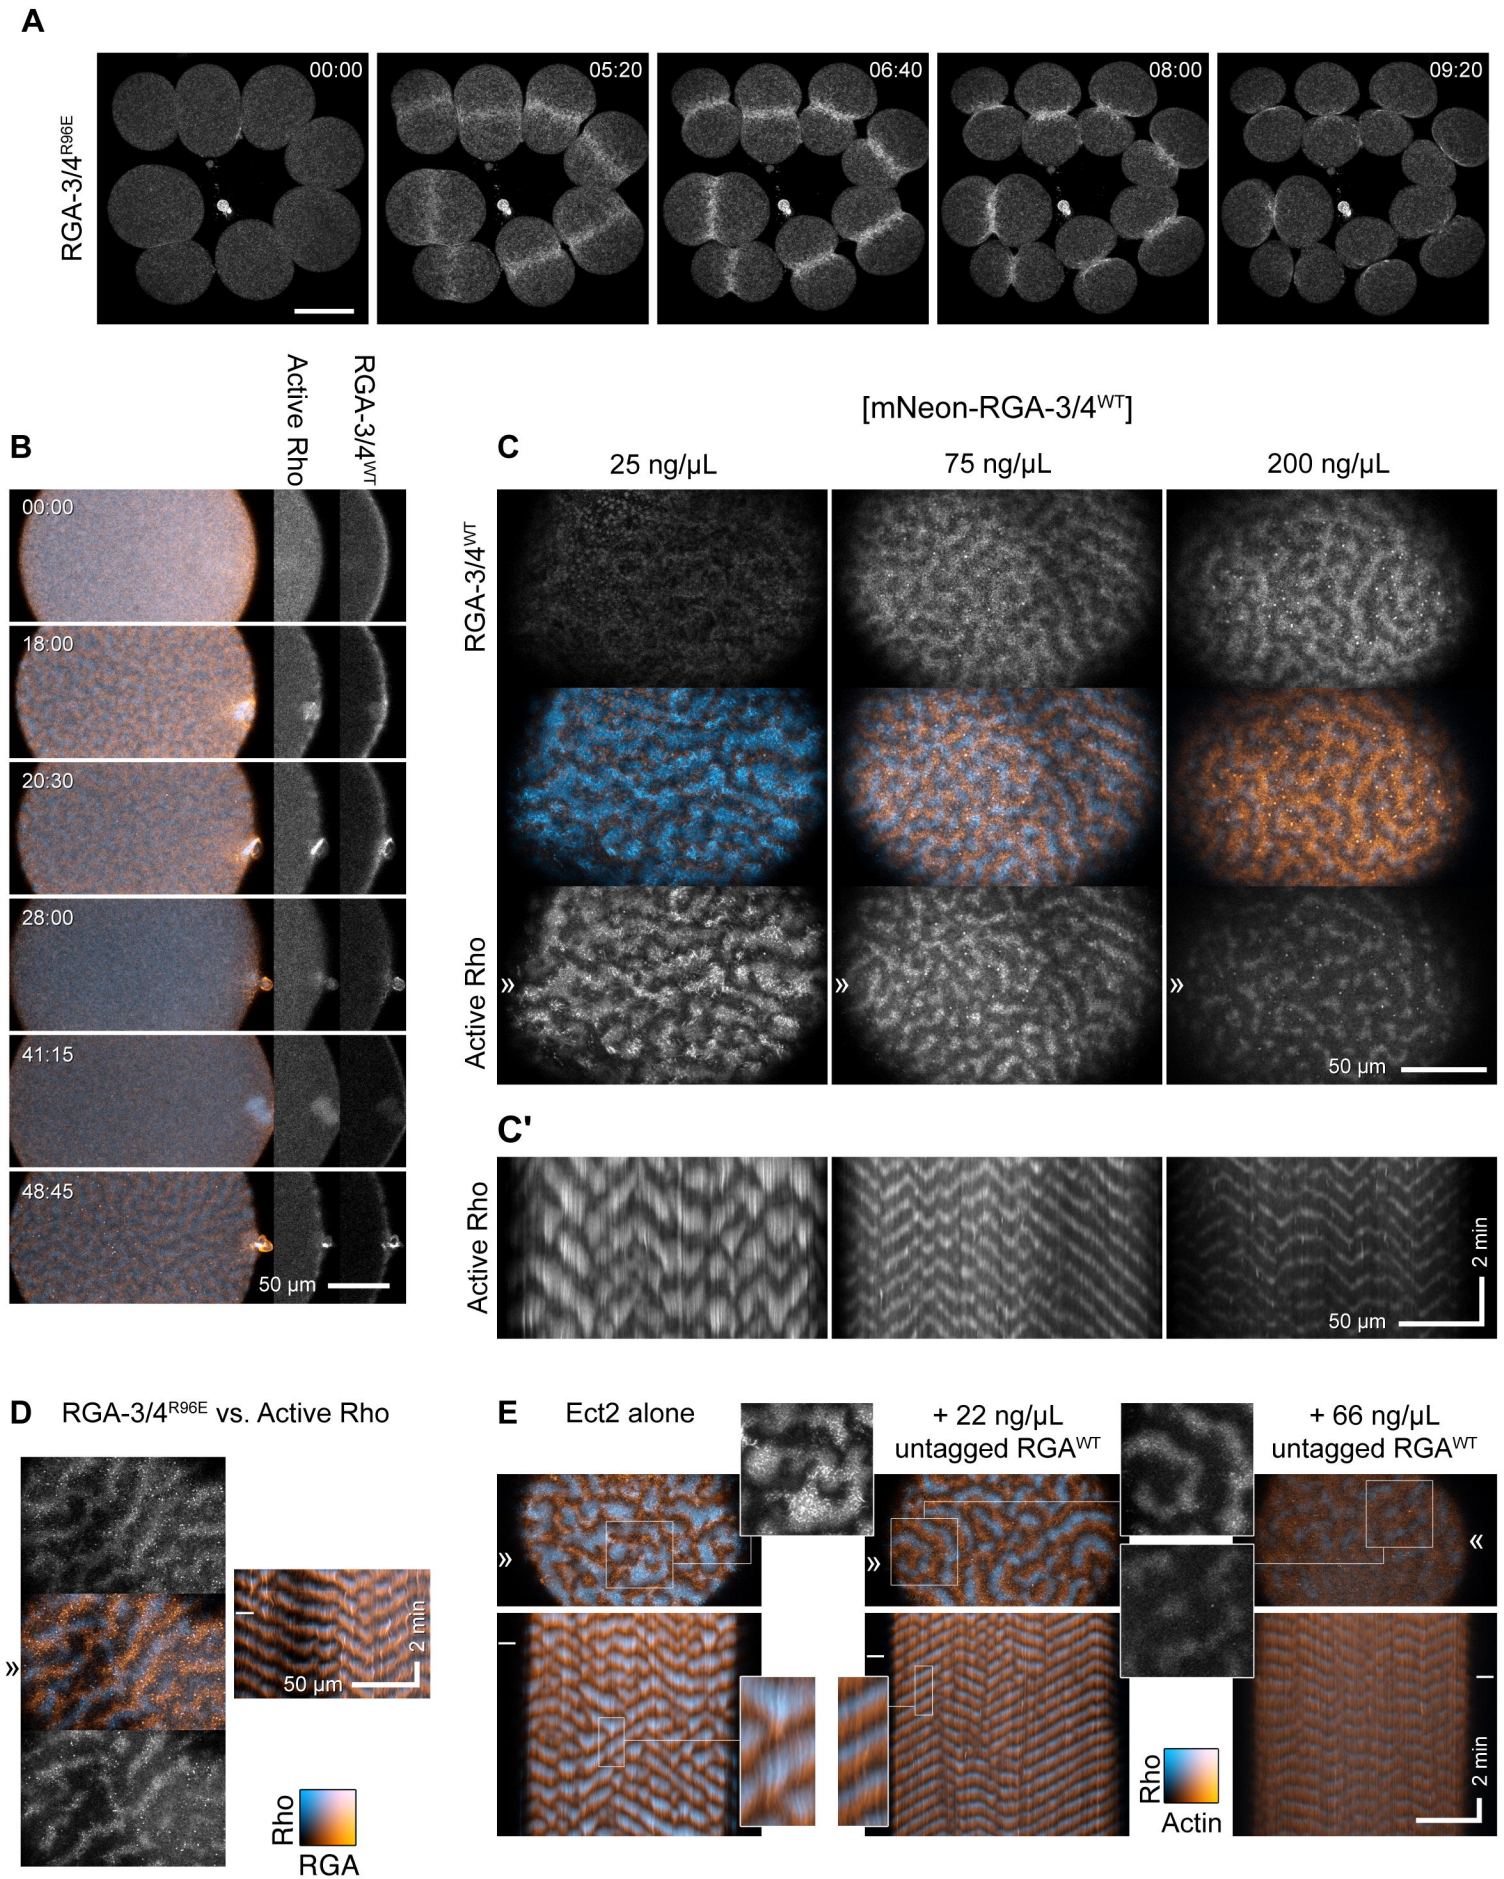 A
RGA-3/4R96E
00:00
05:20
06:40
08:00
09:20
B
Active Rho
RGA-3/4WT
00:00
18:00
20:30
28:00
41:15
48:45
50 µm
[mNeon-RGA-3/4WT]
C
25 ng/µL
75 ng/µL
200 ng/µL
RGA-3/4WT
Active Rho
»
»
»
50 µm
C'
Active Rho
2 min
50 µm
D
RGA-3/4R96E vs. Active Rho
»
2 min
50 µm
Rho
RGA
E
Ect2 alone
+ 22 ng/µL
untagged RGAWT
+ 66 ng/µL
untagged RGAWT
»
»
«
Rho
Actin
2 min